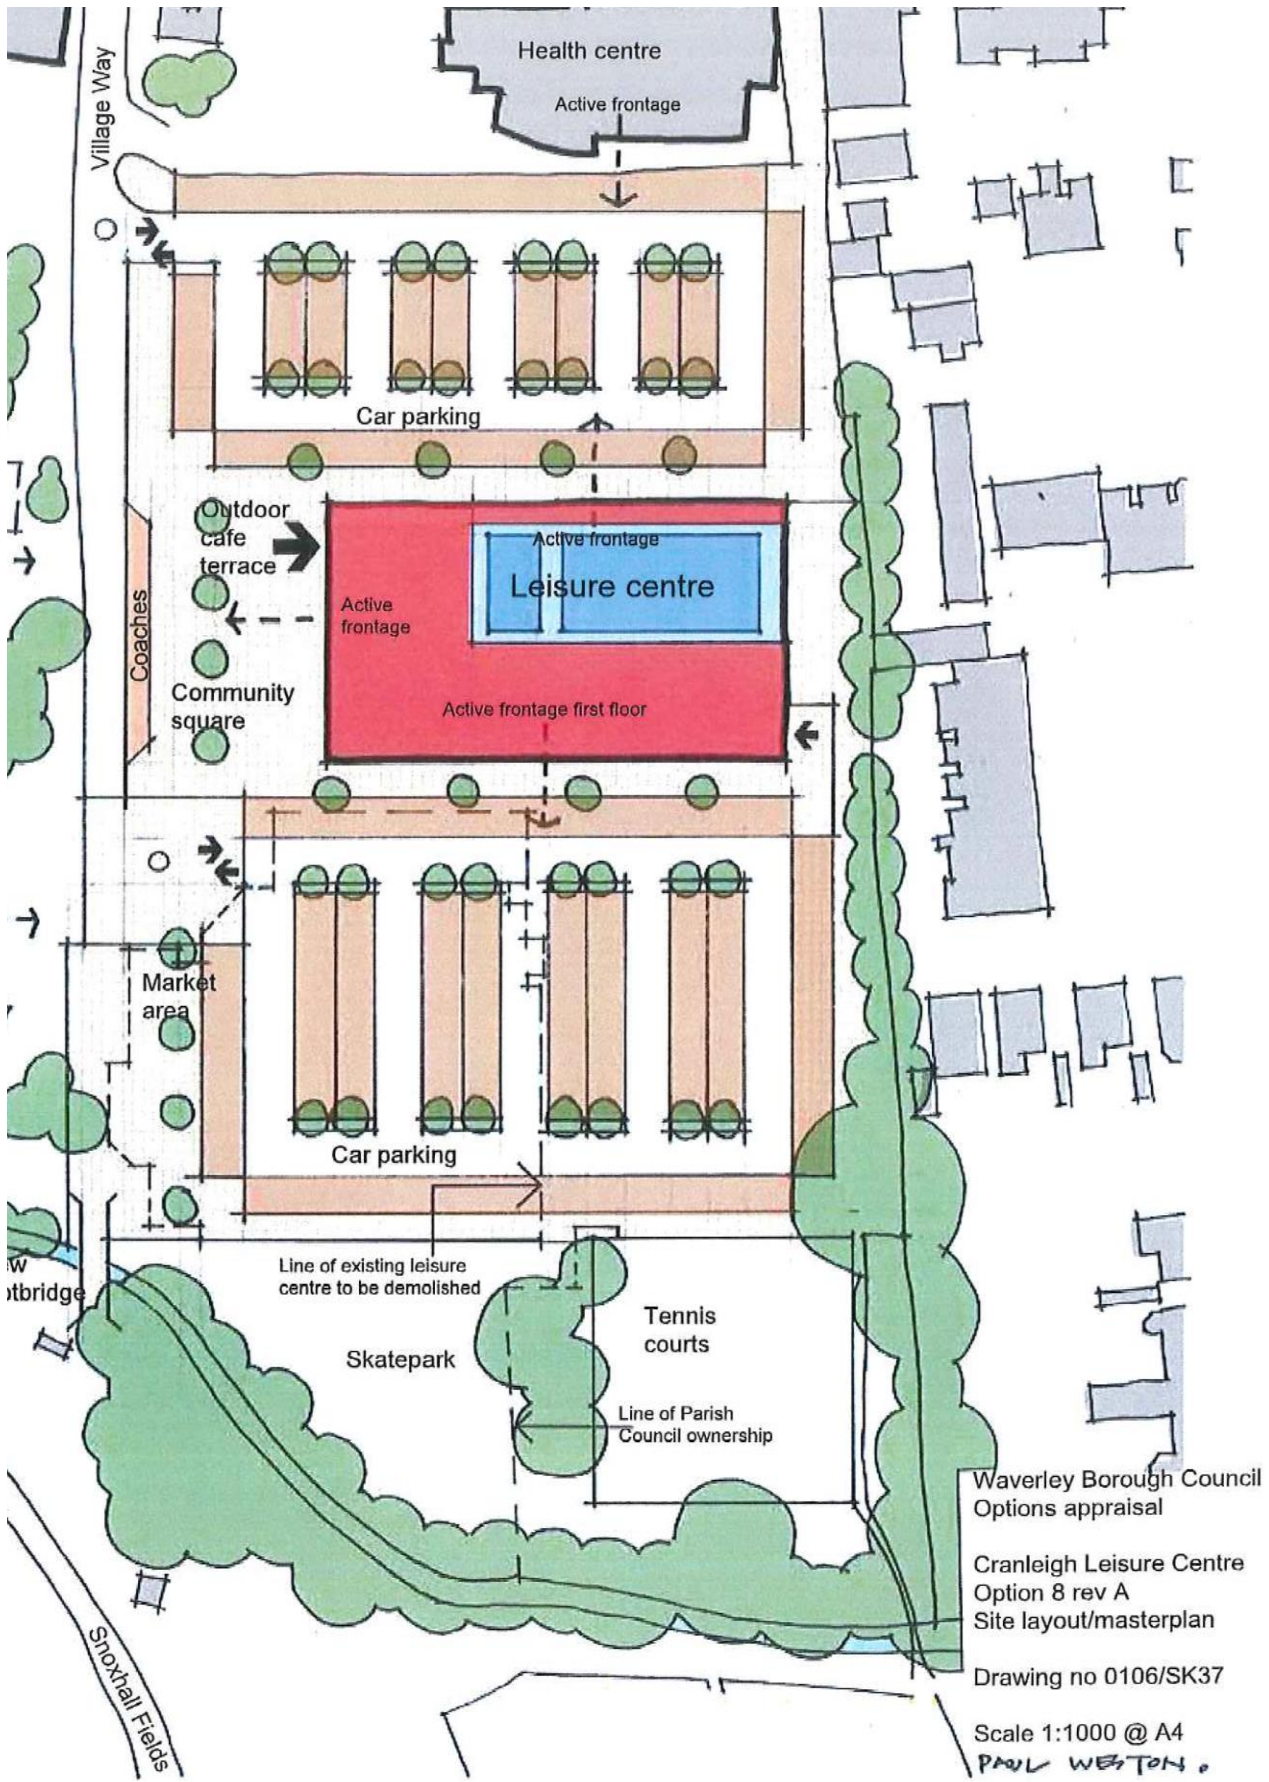 Health centre
Active frontage
Village Way
Car parking
Outdoor
cafe
terrace
Active frontage
Leisure centre
Active
frontage
Coaches
Community
square
Active frontage first floor
Market
area
Car parking
Line of existing leisure
centre to be demolished
otbridge
Tennis
courts
Skatepark
Line of Parish
Council ownership
Snoxhall Fields
Waverley Borough Council
Options appraisal
Cranleigh Leisure Centre
Option 8 rev A
Site layout/masterplan
Drawing no 0106/SK37
Scale 1:1000 @ A4
PAUL WESTON.